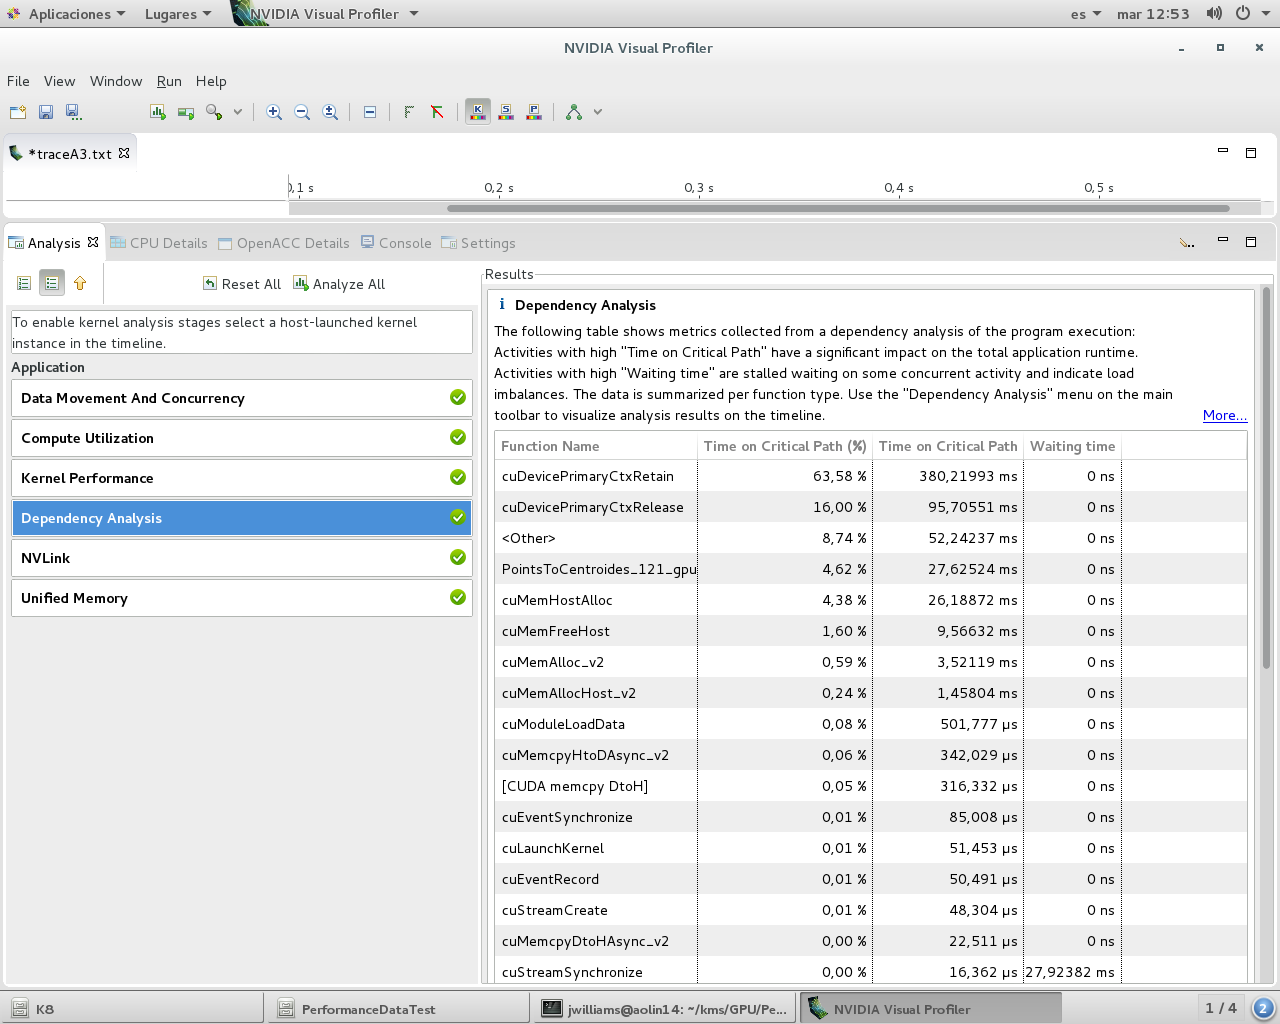 Aplicaciones Lugares NVIDIA Visual Profiler es mar 12:53
NVIDIA Visual Profiler
File View Window Run Help
K S P
*traceA3.txt
0,1 s 0,2 s 0,3 s 0,4 s 0,5 s
Analysis CPU Details OpenACC Details Console Settings
Reset All Analyze All
To enable kernel analysis stages select a host-launched kernel
instance in the timeline.
Application
Data Movement And Concurrency
Compute Utilization
Kernel Performance
Dependency Analysis
NVLink
Unified Memory
Results
i Dependency Analysis
The following table shows metrics collected from a dependency analysis of the program execution:
Activities with high "Time on Critical Path" have a significant impact on the total application runtime.
Activities with high "Waiting time" are stalled waiting on some concurrent activity and indicate load
imbalances. The data is summarized per function type. Use the "Dependency Analysis" menu on the main
toolbar to visualize analysis results on the timeline. More...
Function Name Time on Critical Path (%) Time on Critical Path Waiting time
cuDevicePrimaryCtxRetain 63,58 % 380,21993 ms 0 ns
cuDevicePrimaryCtxRelease 16,00 % 95,70551 ms 0 ns
<Other> 8,74 % 52,24237 ms 0 ns
PointsToCentroides_121_gpu 4,62 % 27,62524 ms 0 ns
cuMemHostAlloc 4,38 % 26,18872 ms 0 ns
cuMemFreeHost 1,60 % 9,56632 ms 0 ns
cuMemAlloc_v2 0,59 % 3,52119 ms 0 ns
cuMemAllocHost_v2 0,24 % 1,45804 ms 0 ns
cuModuleLoadData 0,08 % 501,777 µs 0 ns
cuMemcpyHtoDAsync_v2 0,06 % 342,029 µs 0 ns
[CUDA memcpy DtoH] 0,05 % 316,332 µs 0 ns
cuEventSynchronize 0,01 % 85,008 µs 0 ns
cuLaunchKernel 0,01 % 51,453 µs 0 ns
cuEventRecord 0,01 % 50,491 µs 0 ns
cuStreamCreate 0,01 % 48,304 µs 0 ns
cuMemcpyDtoHAsync_v2 0,00 % 22,511 µs 0 ns
cuStreamSynchronize 0,00 % 16,362 µs 27,92382 ms
K8 PerformanceDataTest jwilliams@aolin14: ~/kms/GPU/Pe... NVIDIA Visual Profiler 1 / 4 2